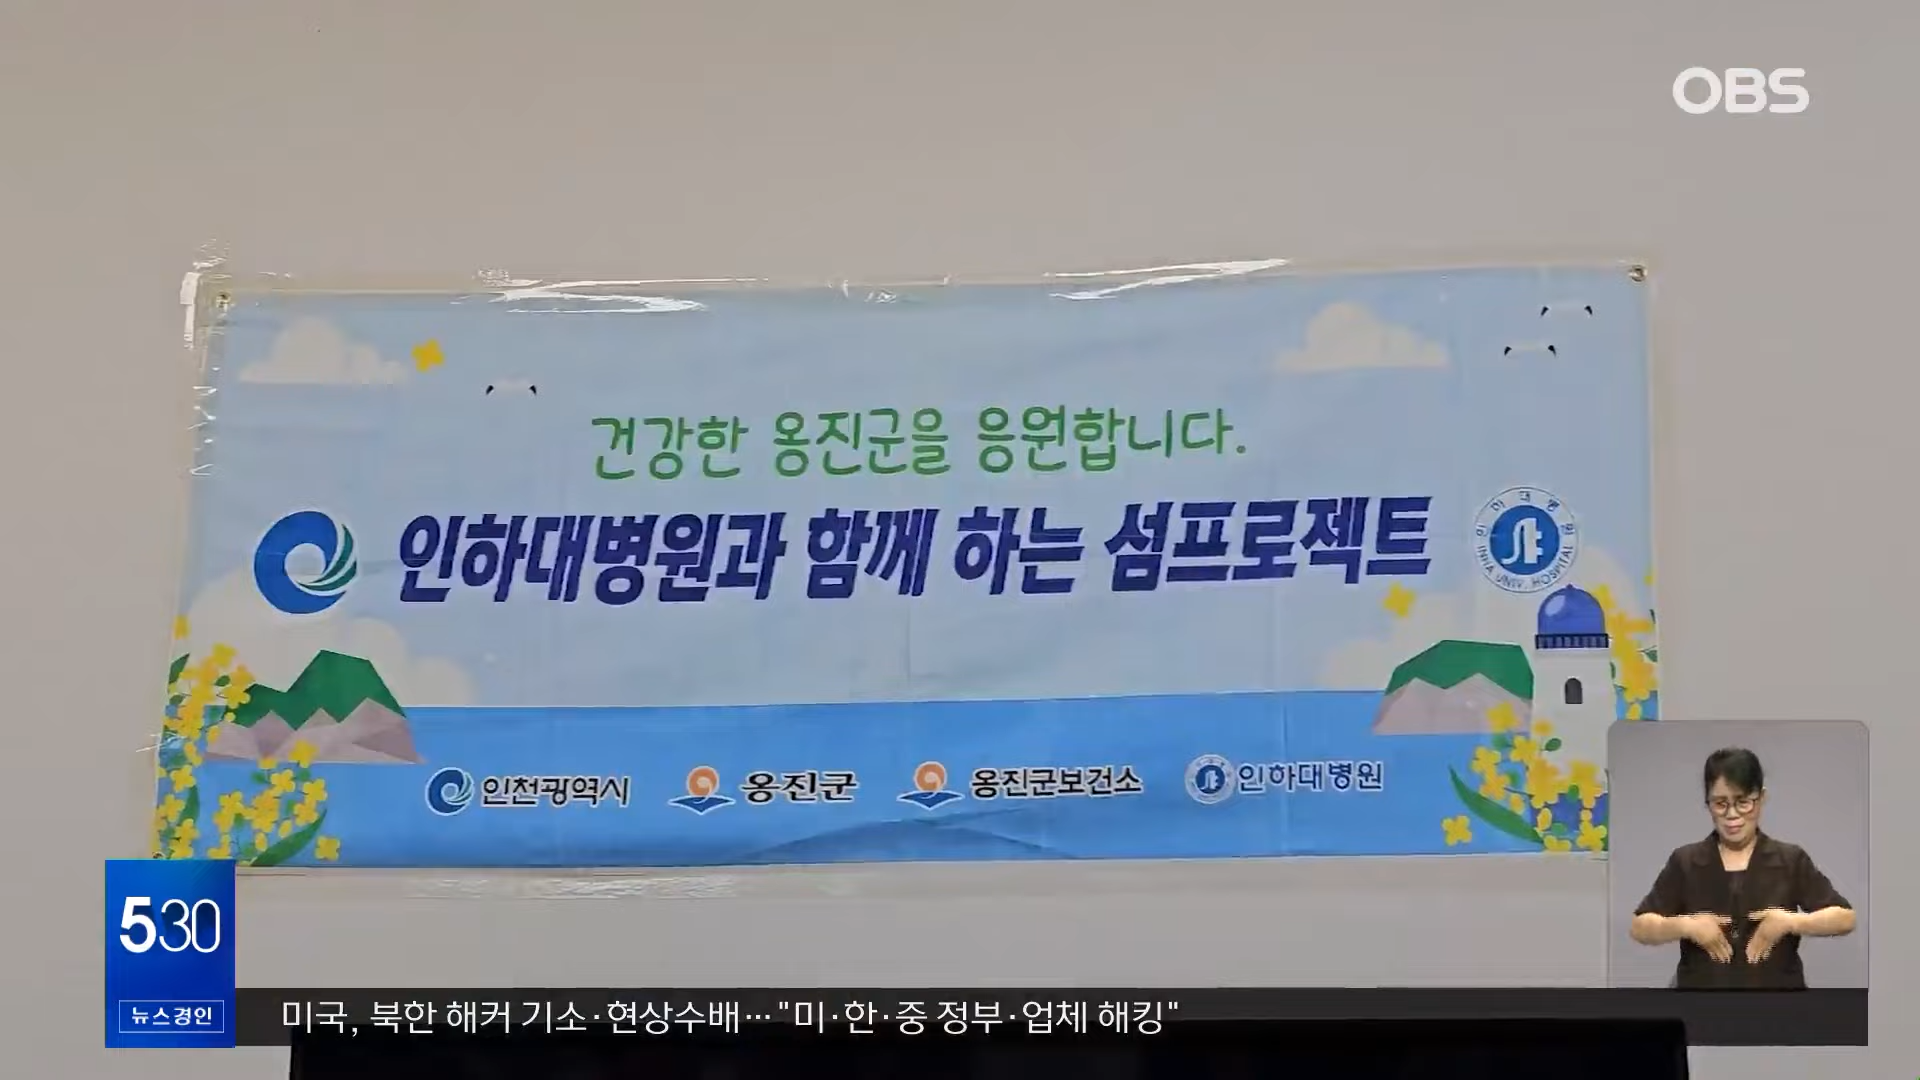 OBS
건강한 옹진군을 응원합니다.
인하대병원과 함께 하는 섬프로젝트
INHA UNIV. HOSPITAL
인천광역시 옹진군 옹진군보건소 인하대병원
530
뉴스경인
미국, 북한 해커 기소·현상수배…"미·한·중 정부·업체 해킹"